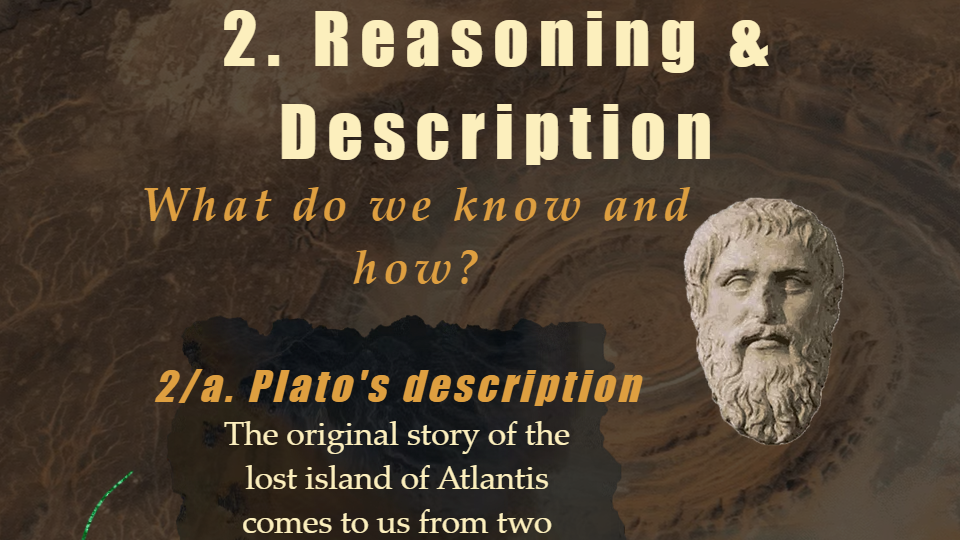 2. Reasoning &
Description
What do we know and
how?
2/a. Plato's description
The original story of the
lost island of Atlantis
comes to us from two